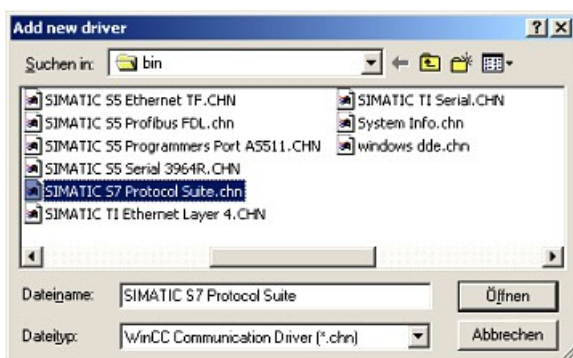 Add new driver
Suchen in: bin
SIMATIC S5 Ethernet TF.CHN
SIMATIC S5 Profibus FDL.chn
SIMATIC S5 Programmers Port AS511.CHN
SIMATIC S5 Serial 3964R.CHN
SIMATIC S7 Protocol Suite.chn
SIMATIC TI Ethernet Layer 4.CHN
SIMATIC TI Serial.CHN
System Info.chn
windows dde.chn
Dateiname: SIMATIC S7 Protocol Suite Öffnen
Dateityp: WinCC Communication Driver (*.chn) Abbrechen